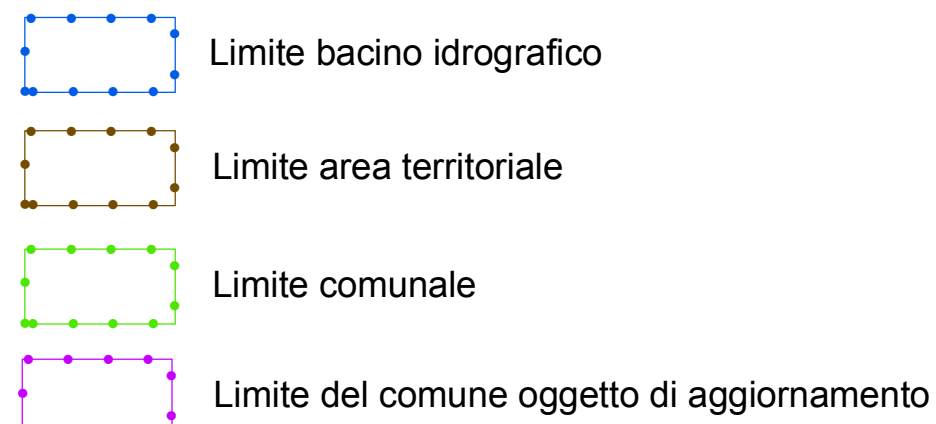 Limite bacino idrografico
Limite area territoriale
Limite comunale
Limite del comune oggetto di aggiornamento